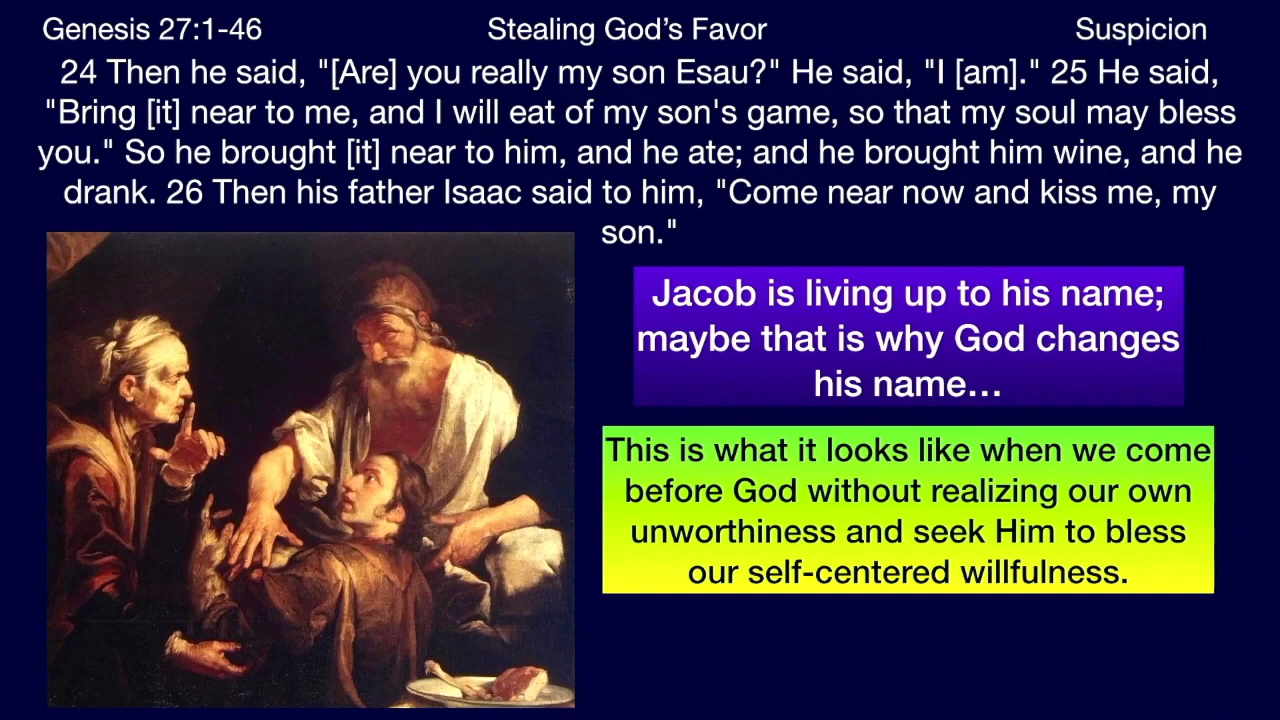 Genesis 27:1-46 Stealing God’s Favor Suspicion
24 Then he said, "[Are] you really my son Esau?" He said, "I [am]." 25 He said,
"Bring [it] near to me, and I will eat of my son's game, so that my soul may bless
you." So he brought [it] near to him, and he ate; and he brought him wine, and he
drank. 26 Then his father Isaac said to him, "Come near now and kiss me, my
son."
Jacob is living up to his name;
maybe that is why God changes
his name…
This is what it looks like when we come
before God without realizing our own
unworthiness and seek Him to bless
our self-centered willfulness.